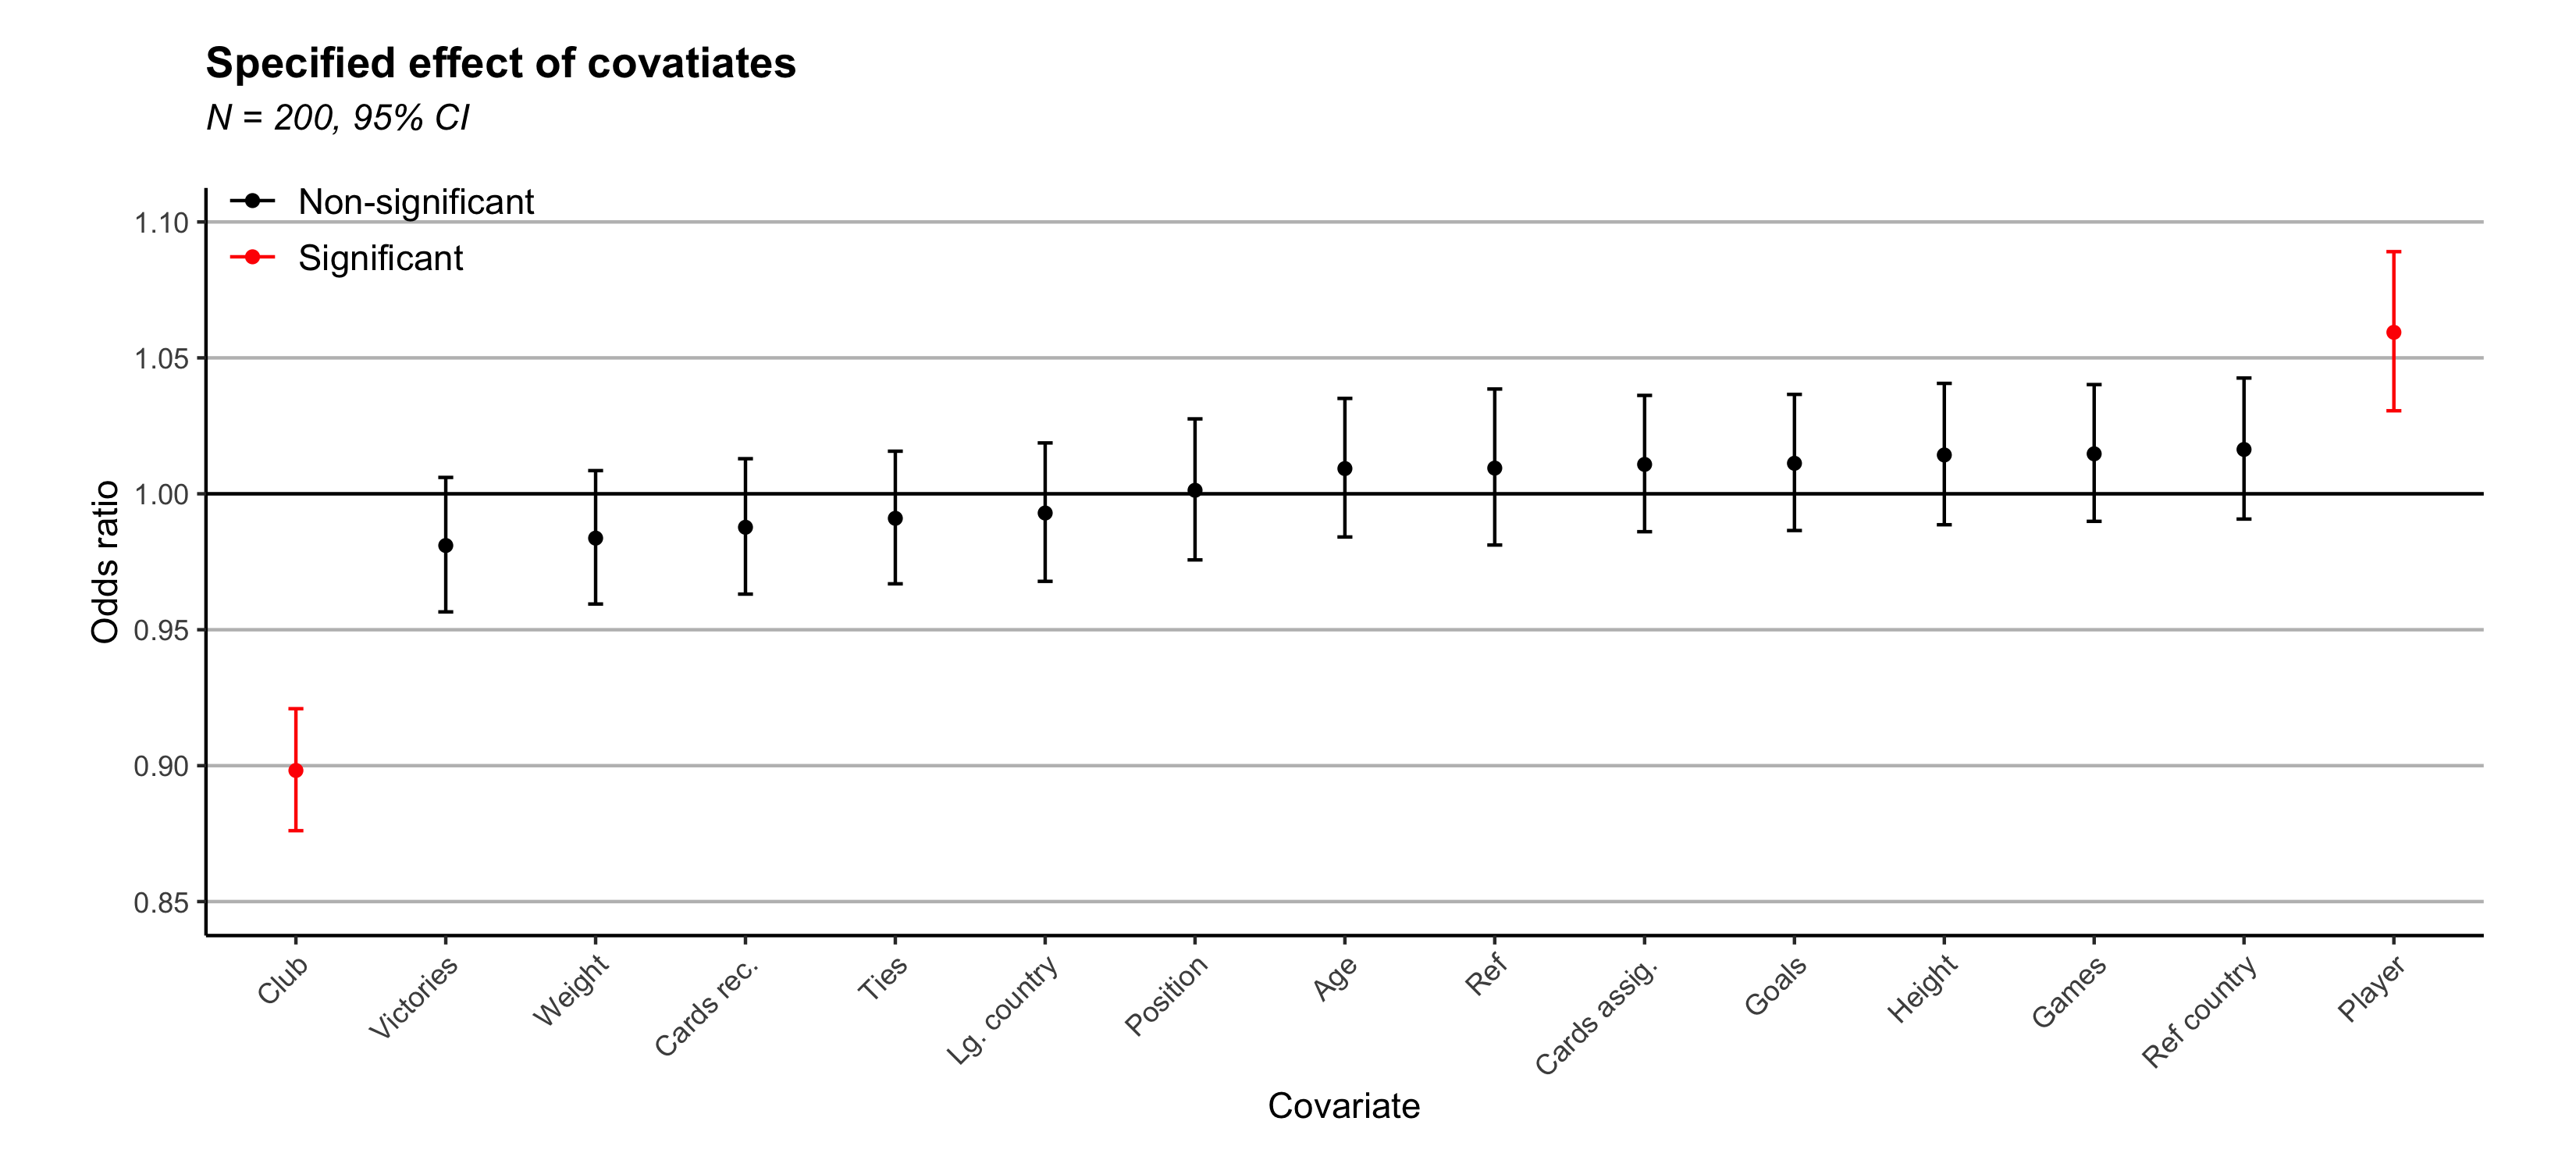 Specified effect of covatiates
N = 200, 95% CI
Non-significant
Significant
1.10
1.05
1.00
0.95
0.90
0.85
Odds ratio
Club
Victories
Weight
Cards rec.
Ties
Lg. country
Position
Age
Ref
Cards assig.
Goals
Height
Games
Ref country
Player
Covariate